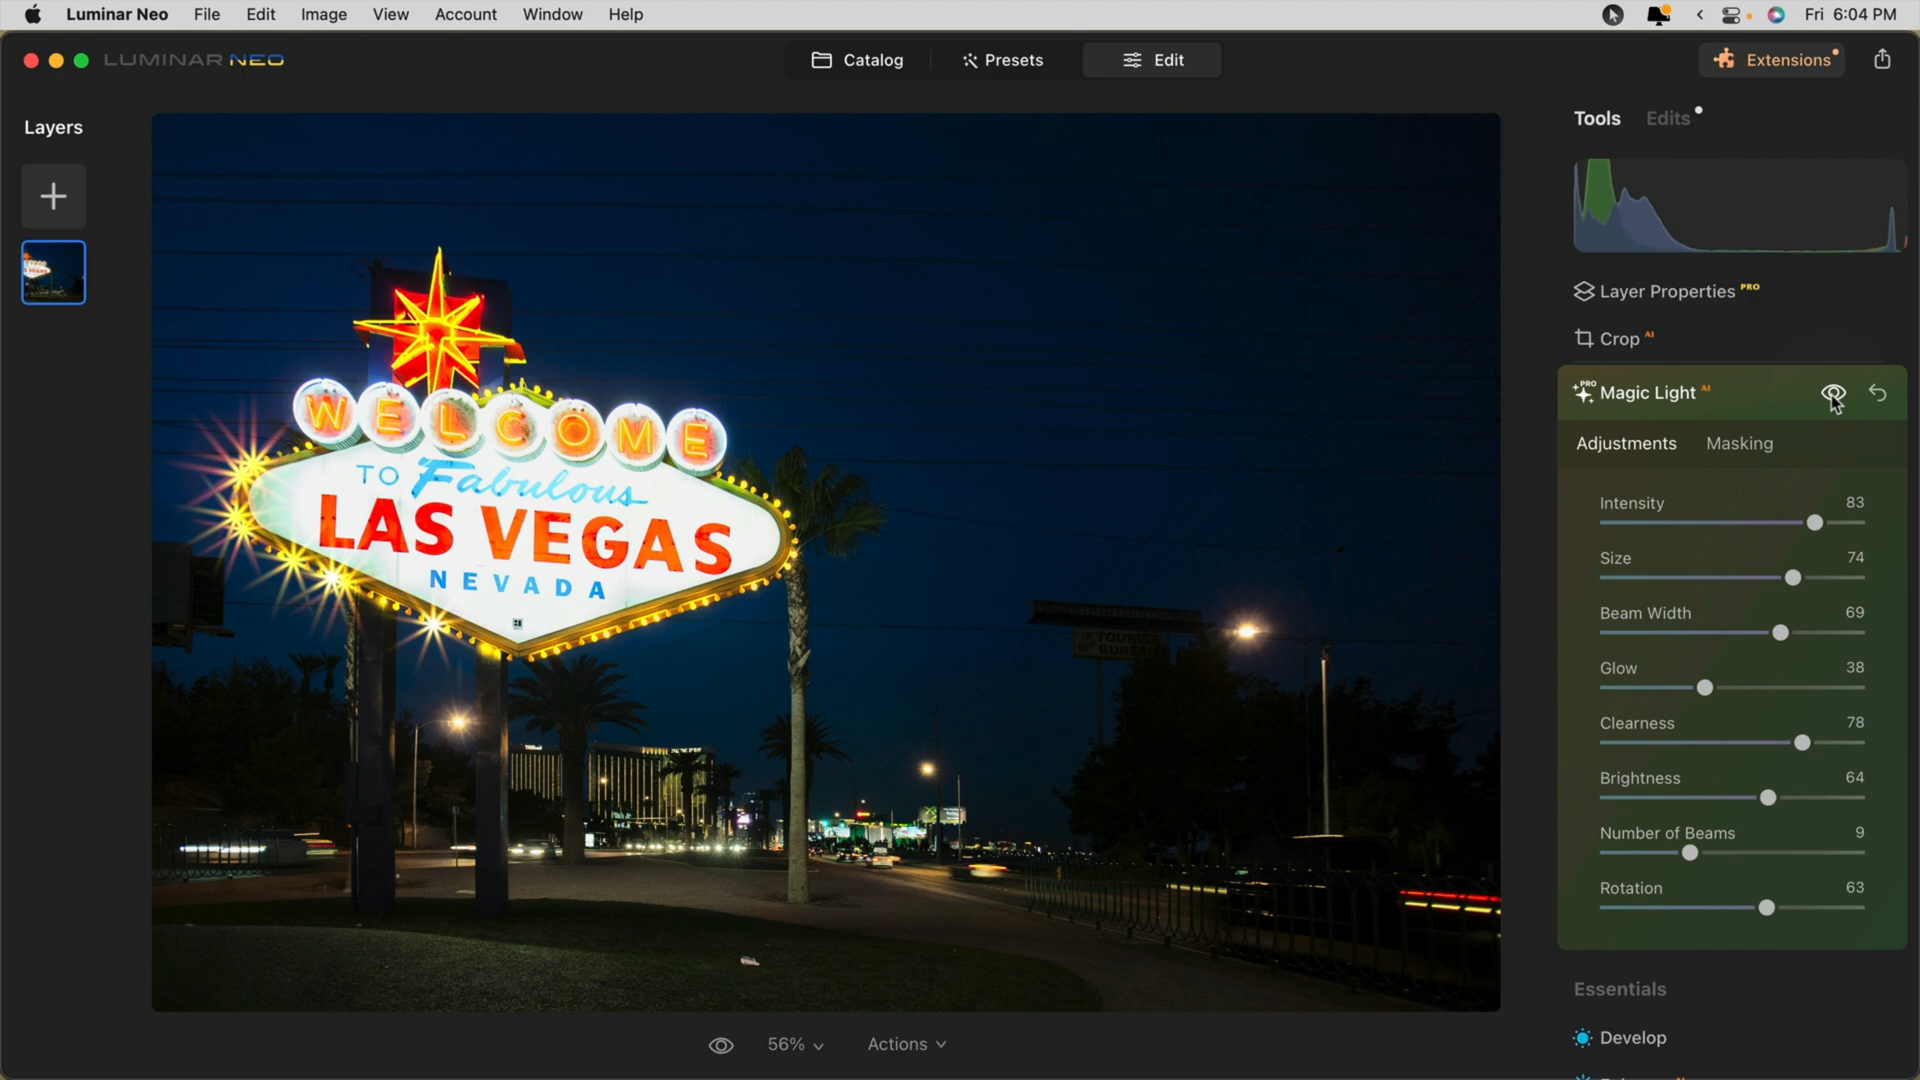 Luminar Neo File Edit Image View Account Window Help Fri 6:04 PM
LUMINAR NEO Catalog Presets Edit Extensions
Layers
Tools Edits
Layer Properties PRO
Crop AI
PRO Magic Light AI
Adjustments Masking
Intensity 83
Size 74
Beam Width 69
Glow 38
Clearness 78
Brightness 64
Number of Beams 9
Rotation 63
Essentials
Develop
WELCOME
TO Fabulous
LAS VEGAS
NEVADA
TOURIST
BUREAU
56% Actions